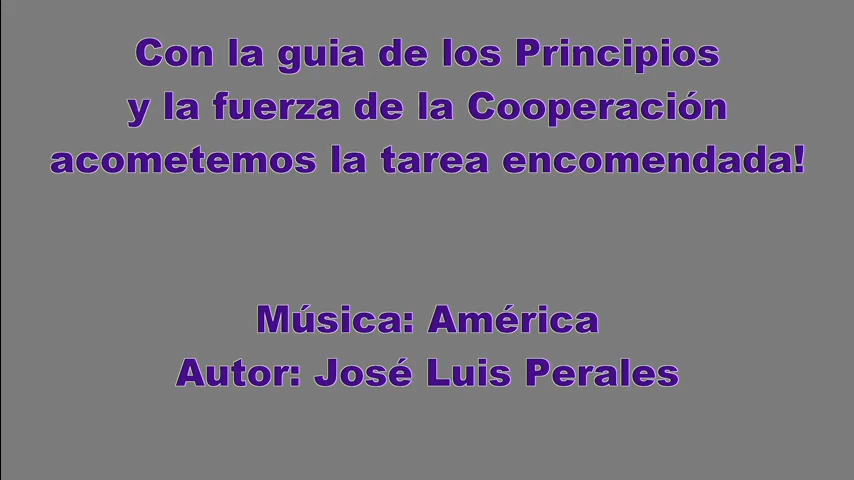 Con la guia de los Principios
y la fuerza de la Cooperación
acometemos la tarea encomendada!
Música: América
Autor: José Luis Perales